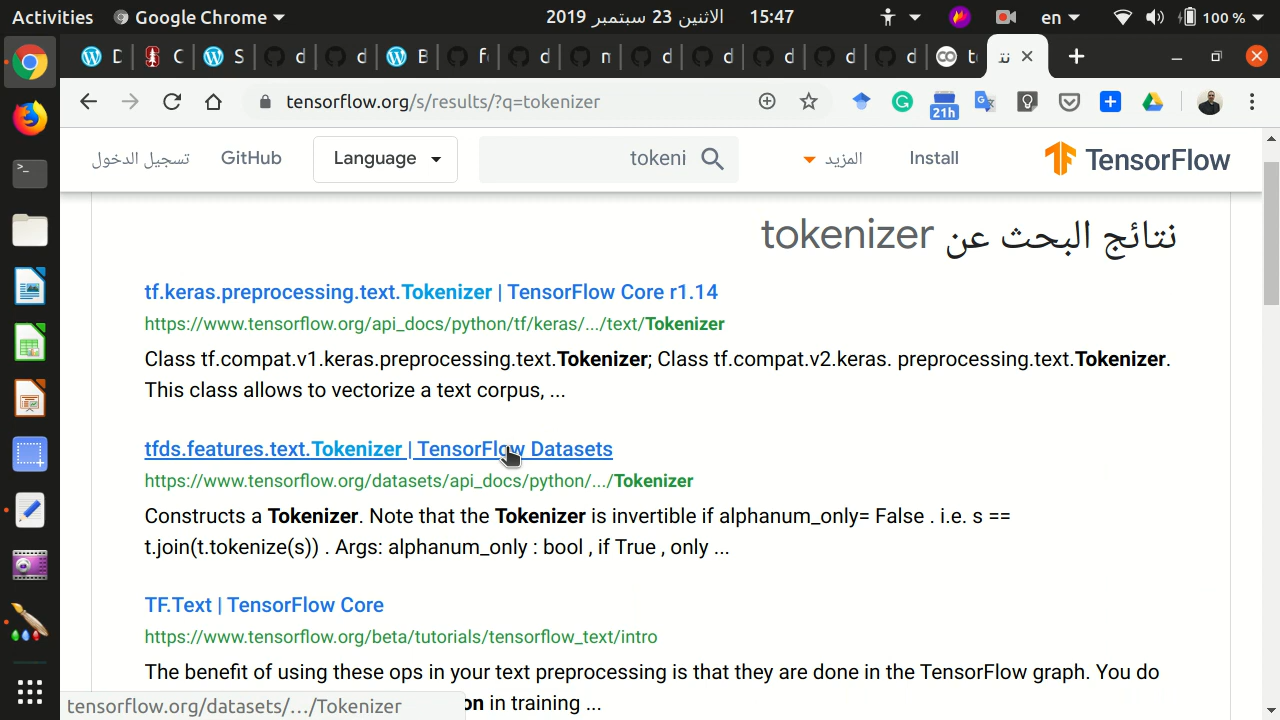 Activities Google Chrome الاثنين 23 سبتمبر 2019 15:47 en 100 %
D C S d d B f d n d d d d d t نت
tensorflow.org/s/results/?q=tokenizer 21h
تسجيل الدخول GitHub Language tokeni المزيد Install TensorFlow
نتائج البحث عن tokenizer
tf.keras.preprocessing.text.Tokenizer | TensorFlow Core r1.14
https://www.tensorflow.org/api_docs/python/tf/keras/.../text/Tokenizer
Class tf.compat.v1.keras.preprocessing.text.Tokenizer; Class tf.compat.v2.keras. preprocessing.text.Tokenizer.
This class allows to vectorize a text corpus, ...
tfds.features.text.Tokenizer | TensorFlow Datasets
https://www.tensorflow.org/datasets/api_docs/python/.../Tokenizer
Constructs a Tokenizer. Note that the Tokenizer is invertible if alphanum_only= False . i.e. s ==
t.join(t.tokenize(s)) . Args: alphanum_only : bool , if True , only ...
TF.Text | TensorFlow Core
https://www.tensorflow.org/beta/tutorials/tensorflow_text/intro
The benefit of using these ops in your text preprocessing is that they are done in the TensorFlow graph. You do
on in training ...
tensorflow.org/datasets/.../Tokenizer